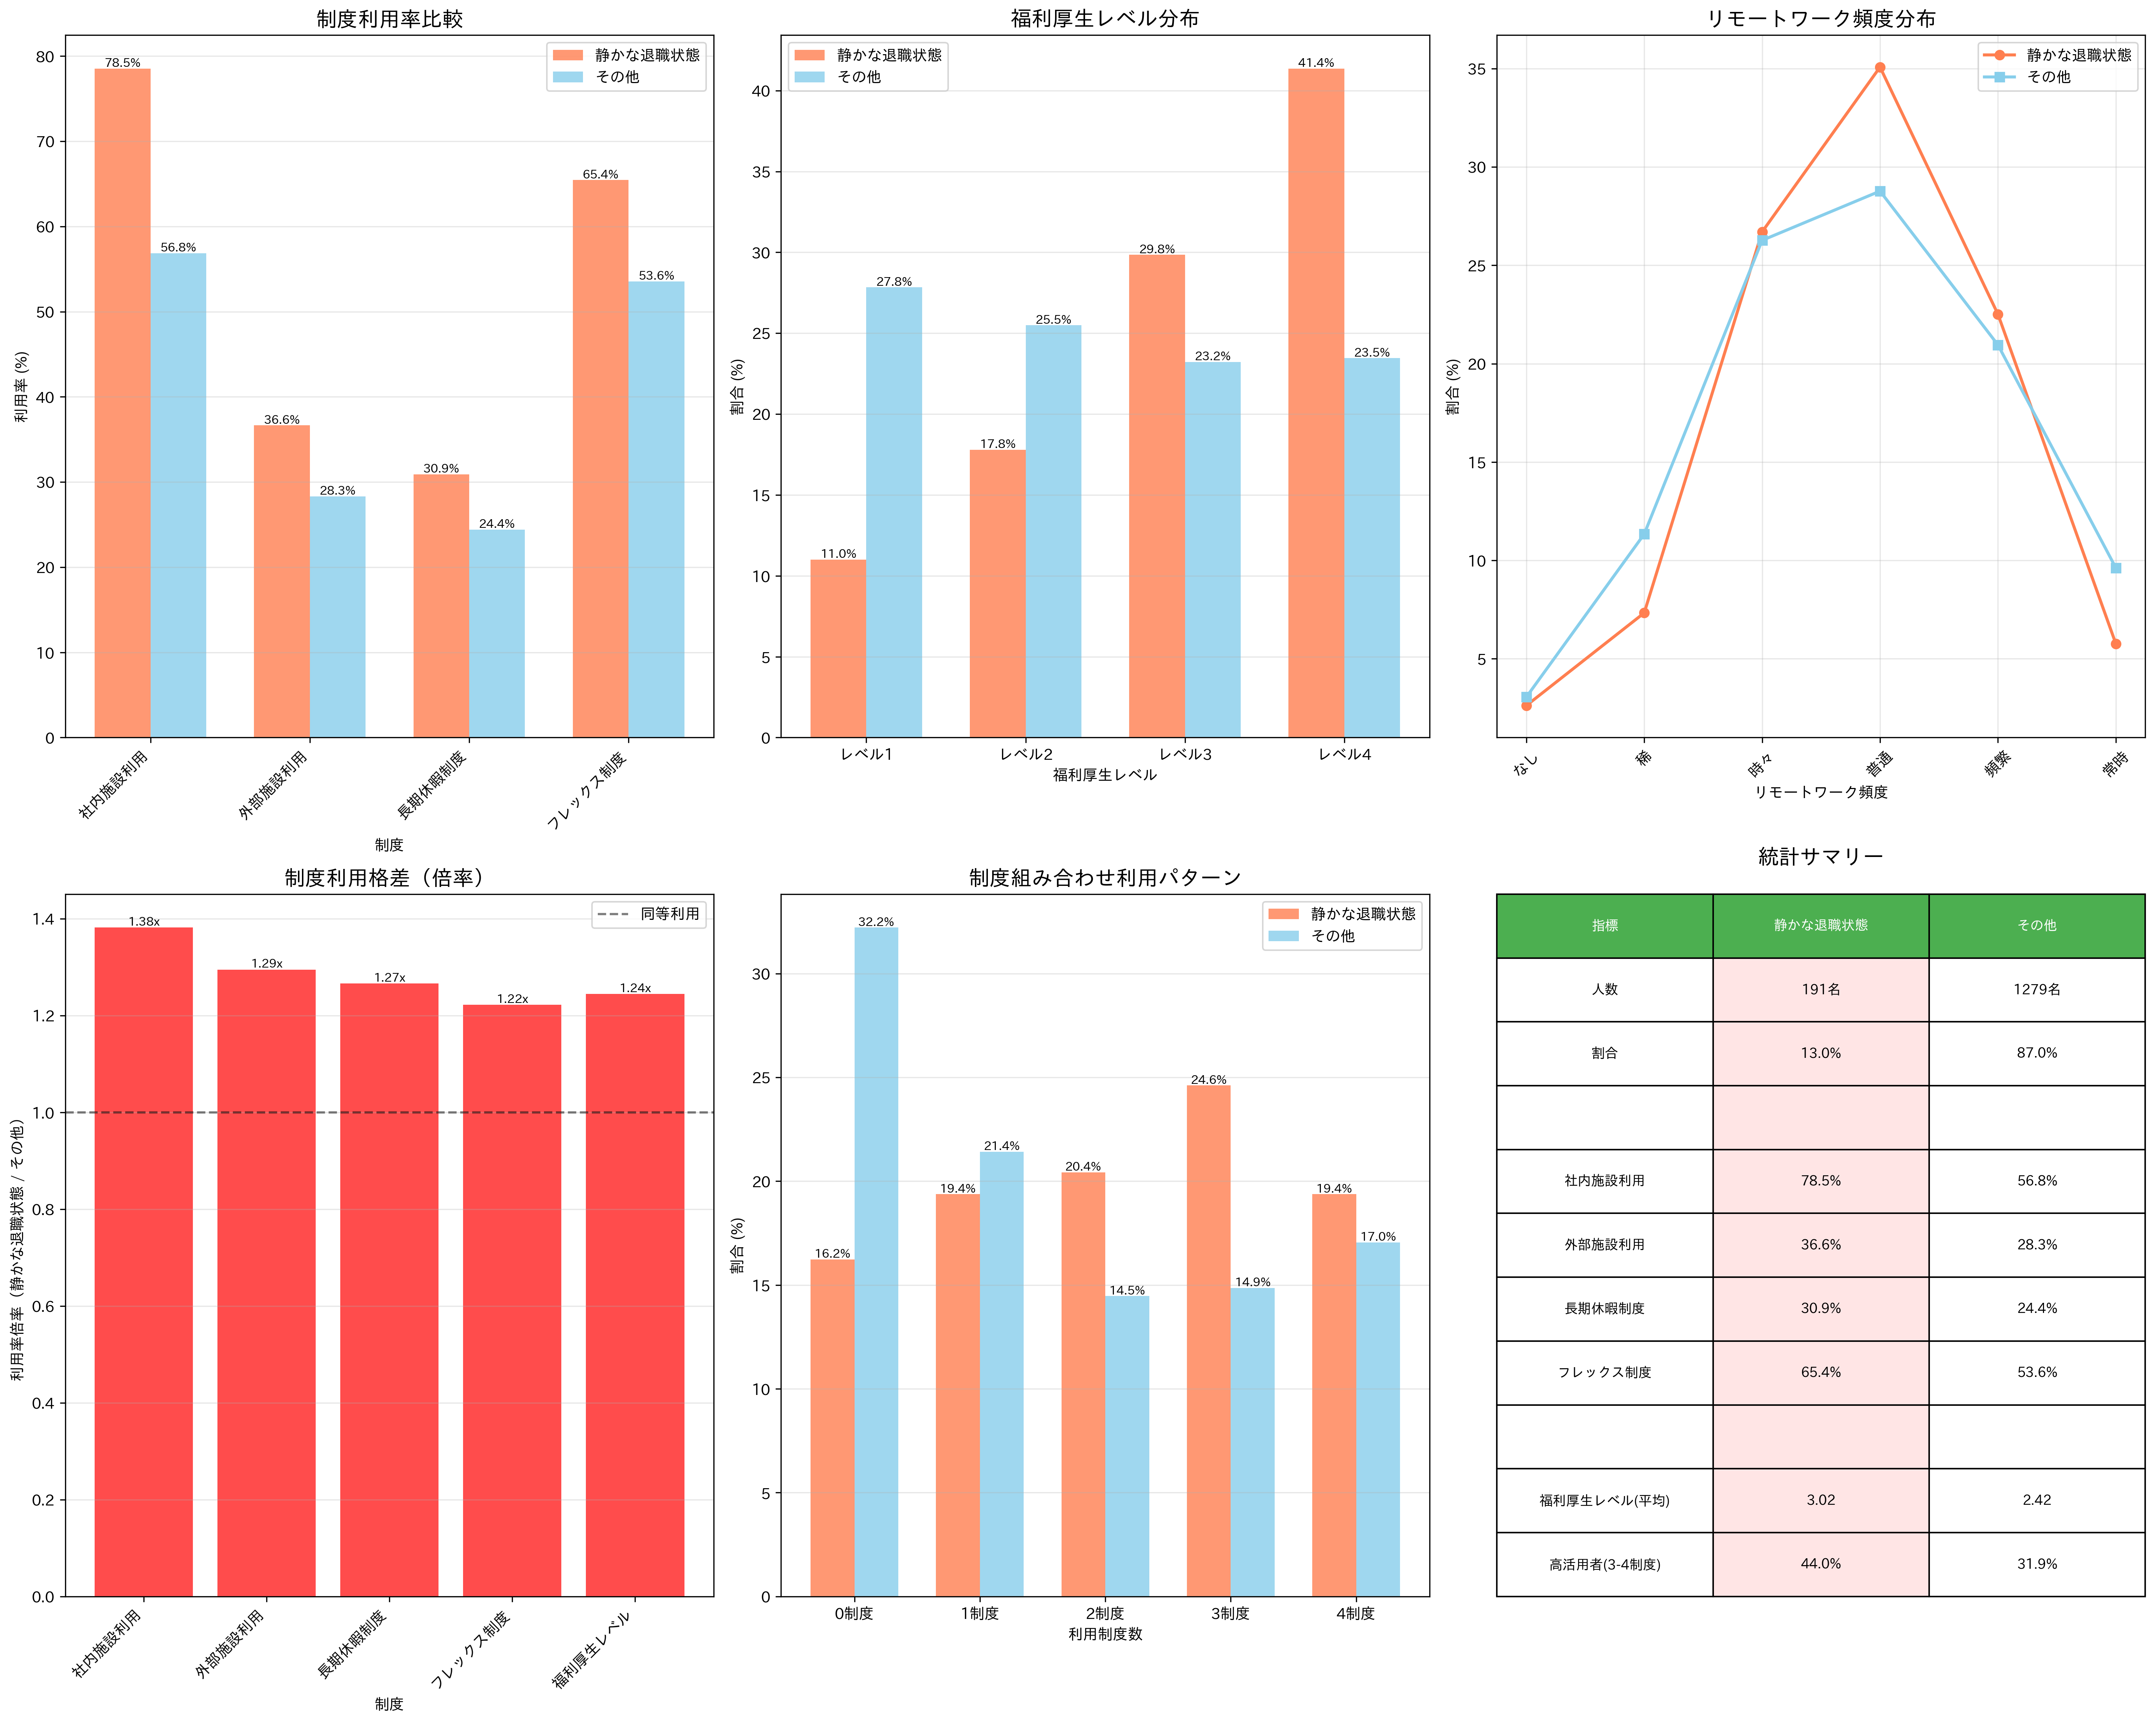 制度利用率比較
利用率 (%)
80
70
60
50
40
30
20
10
0
78.5%
56.8%
36.6%
28.3%
30.9%
24.4%
65.4%
53.6%
静かな退職状態
その他
社内施設利用
外部施設利用
長期休暇制度
フレックス制度
制度
福利厚生レベル分布
割合 (%)
40
35
30
25
20
15
10
5
0
静かな退職状態
その他
11.0%
27.8%
17.8%
25.5%
29.8%
23.2%
41.4%
23.5%
レベル1
レベル2
レベル3
レベル4
福利厚生レベル
リモートワーク頻度分布
割合 (%)
35
30
25
20
15
10
5
静かな退職状態
その他
なし
稀
時々
普通
頻繁
常時
リモートワーク頻度
制度利用格差（倍率）
利用率倍率（静かな退職状態 / その他）
1.4
1.2
1.0
0.8
0.6
0.4
0.2
0.0
同等利用
1.38x
1.29x
1.27x
1.22x
1.24x
社内施設利用
外部施設利用
長期休暇制度
フレックス制度
福利厚生レベル
制度
制度組み合わせ利用パターン
割合 (%)
30
25
20
15
10
5
0
静かな退職状態
その他
16.2%
32.2%
19.4%
21.4%
20.4%
14.5%
24.6%
14.9%
19.4%
17.0%
0制度
1制度
2制度
3制度
4制度
利用制度数
統計サマリー
指標 静かな退職状態 その他
人数 191名 1279名
割合 13.0% 87.0%
社内施設利用 78.5% 56.8%
外部施設利用 36.6% 28.3%
長期休暇制度 30.9% 24.4%
フレックス制度 65.4% 53.6%
福利厚生レベル(平均) 3.02 2.42
高活用者(3-4制度) 44.0% 31.9%